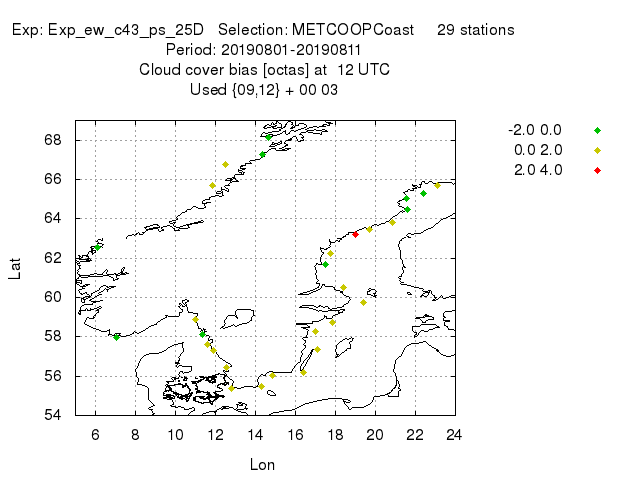 Exp: Exp_ew_c43_ps_25D Selection: METCOOPCoast 29 stations
Period: 20190801-20190811
Cloud cover bias [octas] at 12 UTC
Used {09,12} + 00 03
-2.0 0.0
0.0 2.0
2.0 4.0
68
66
64
62
60
58
56
54
Lat
6 8 10 12 14 16 18 20 22 24
Lon